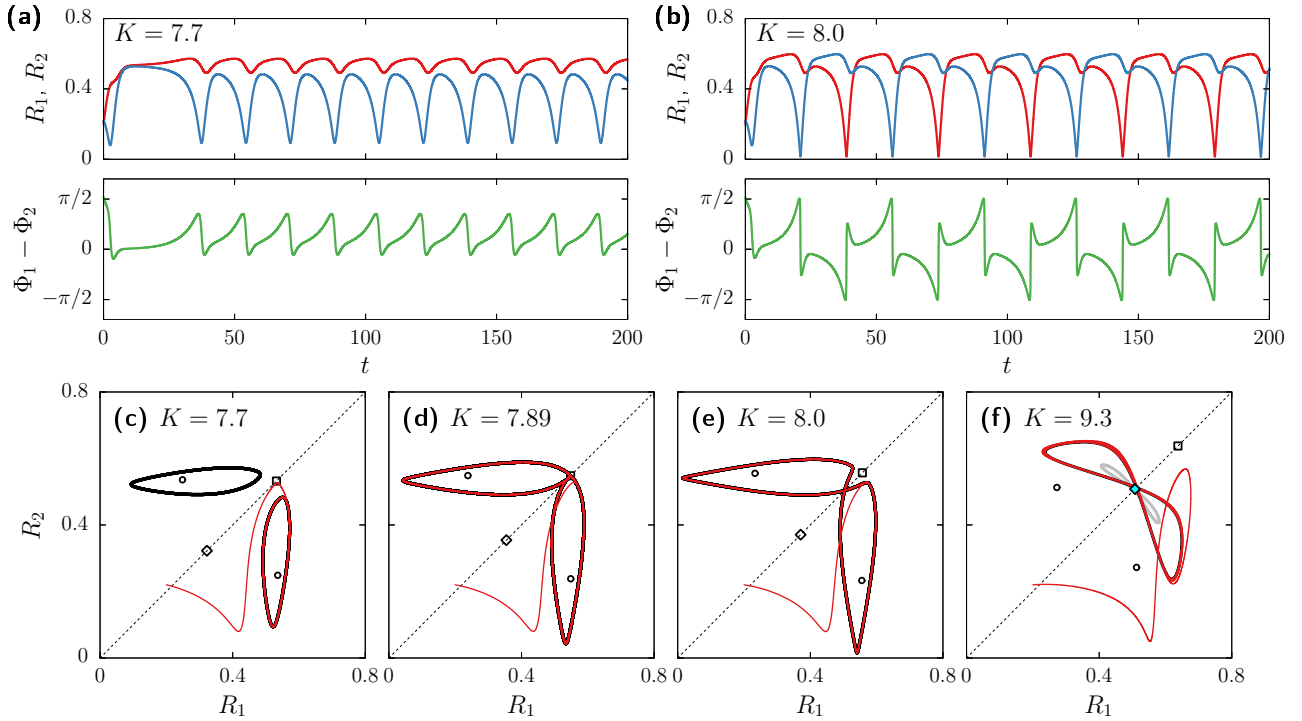 (a) K = 7.7
R₁, R₂
0.8
0.4
0
Φ₁ − Φ₂
π/2
0
−π/2
0 50 100 150 200
t
(b) K = 8.0
R₁, R₂
0.8
0.4
0
Φ₁ − Φ₂
π/2
0
−π/2
0 50 100 150 200
t
R₂
0.8
0.4
0
(c) K = 7.7
0 0.4 0.8
R₁
(d) K = 7.89
0 0.4 0.8
R₁
(e) K = 8.0
0 0.4 0.8
R₁
(f) K = 9.3
0 0.4 0.8
R₁